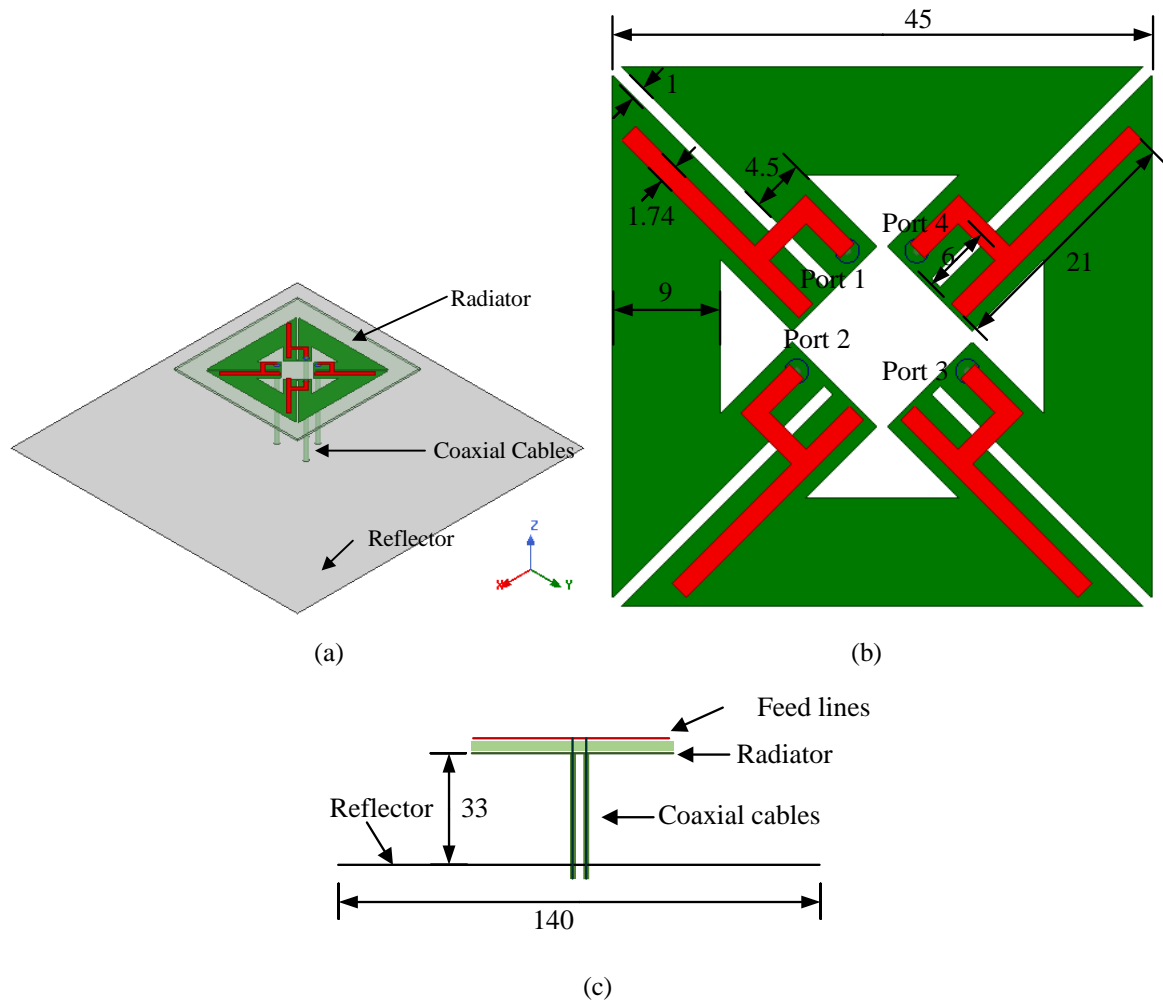 45
1
4.5
1.74
Port 4
6
21
Port 1
9
Port 2
Port 3
Radiator
Coaxial Cables
Reflector
Z
X
Y
(a)
(b)
Feed lines
Radiator
Reflector
33
Coaxial cables
140
(c)